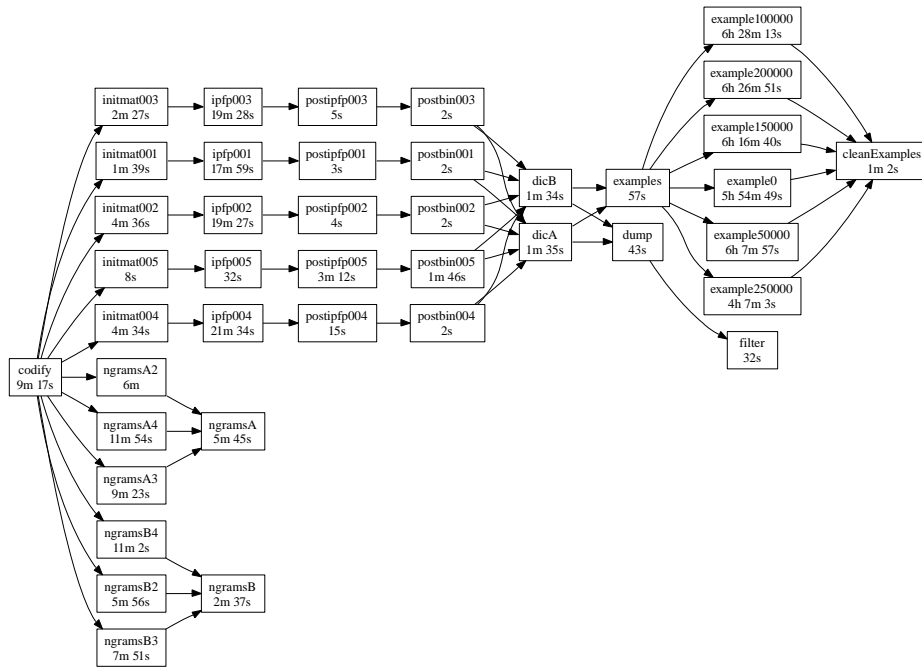 codify
9m 17s
initmat003
2m 27s
initmat001
1m 39s
initmat002
4m 36s
initmat005
8s
initmat004
4m 34s
ngramsA2
6m
ngramsA4
11m 54s
ngramsA3
9m 23s
ngramsB4
11m 2s
ngramsB2
5m 56s
ngramsB3
7m 51s
ipfp003
19m 28s
ipfp001
17m 59s
ipfp002
19m 27s
ipfp005
32s
ipfp004
21m 34s
ngramsA
5m 45s
ngramsB
2m 37s
postipfp003
5s
postipfp001
3s
postipfp002
4s
postipfp005
3m 12s
postipfp004
15s
postbin003
2s
postbin001
2s
postbin002
2s
postbin005
1m 46s
postbin004
2s
dicB
1m 34s
dicA
1m 35s
examples
57s
dump
43s
example100000
6h 28m 13s
example200000
6h 26m 51s
example150000
6h 16m 40s
example0
5h 54m 49s
example50000
6h 7m 57s
example250000
4h 7m 3s
filter
32s
cleanExamples
1m 2s